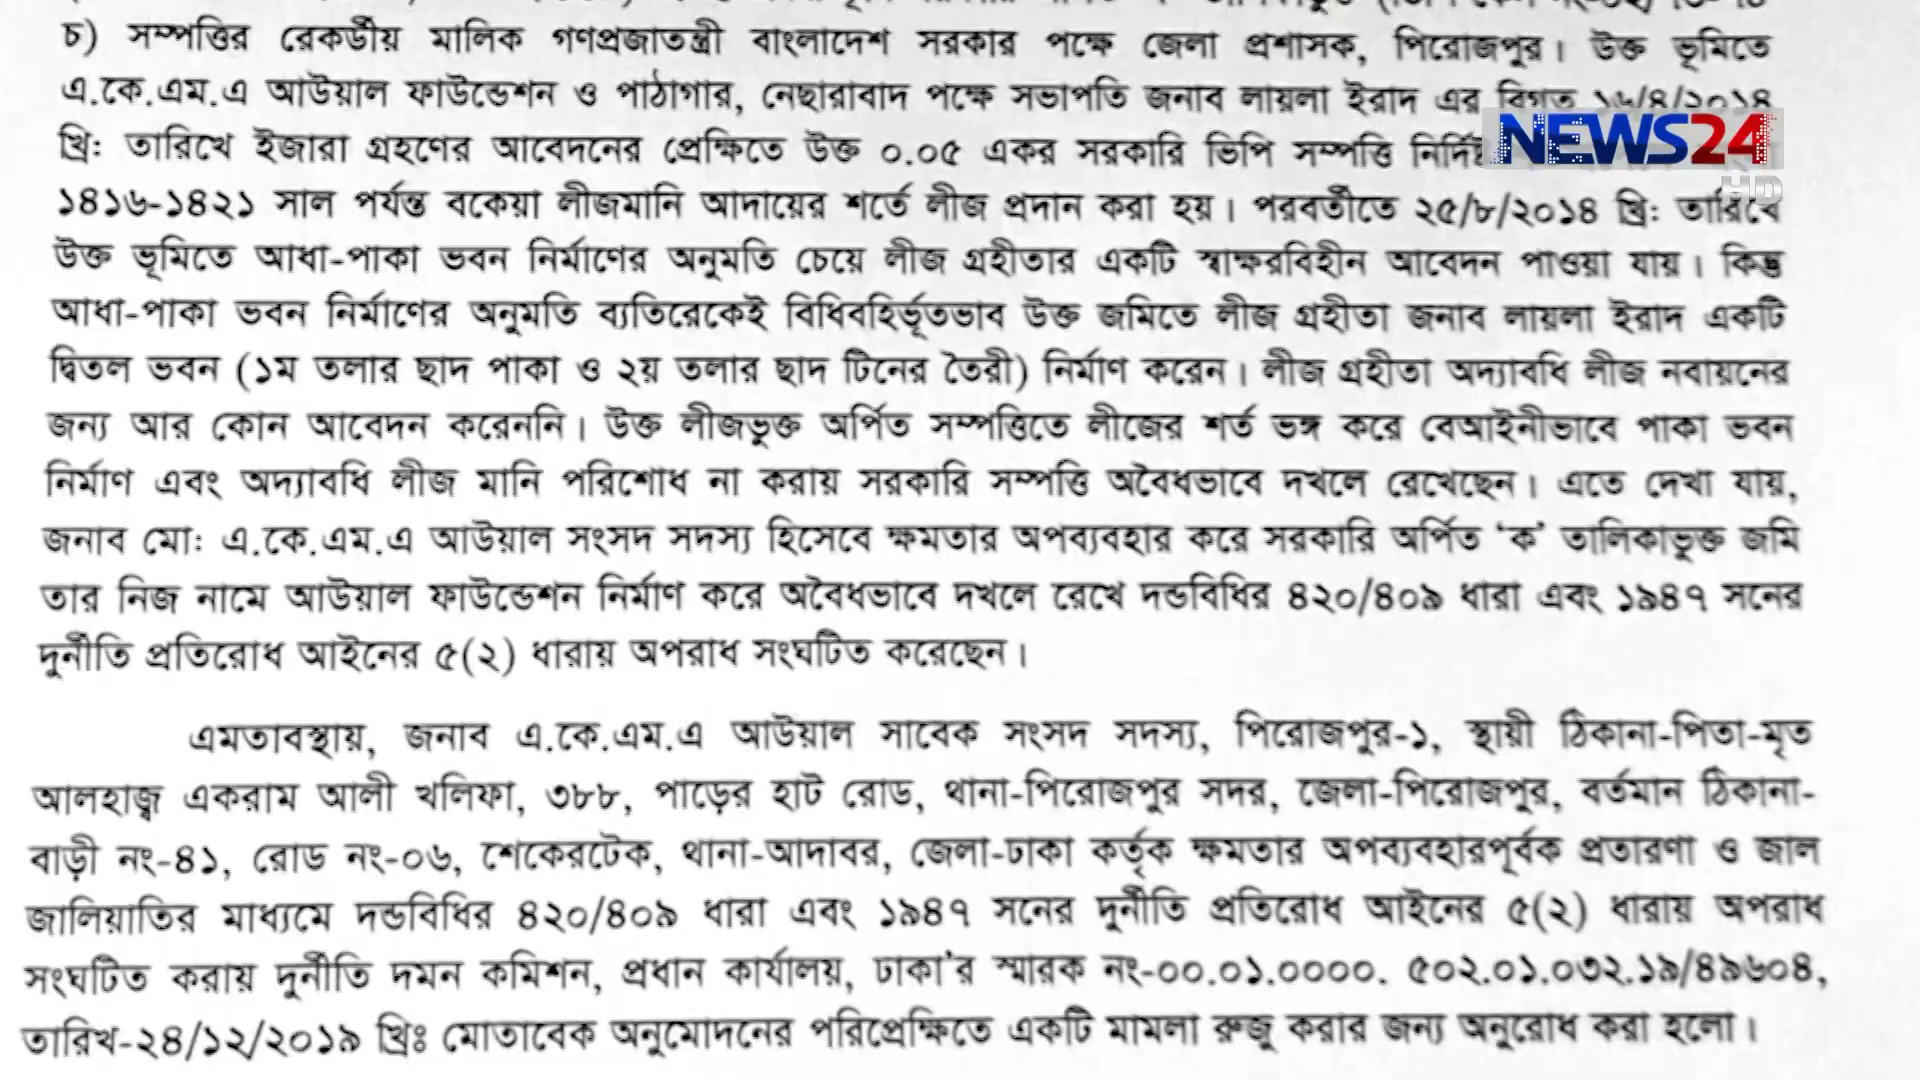 চ) সম্পত্তির রেকর্ডীয় মালিক গণপ্রজাতন্ত্রী বাংলাদেশ সরকার পক্ষে জেলা প্রশাসক, পিরোজপুর। উক্ত ভূমিতে
এ.কে.এম.এ আউয়াল ফাউন্ডেশন ও পাঠাগার, নেছারাবাদ পক্ষে সভাপতি জনাব লায়লা ইরাদ এর বিগত ১৬/৪/২০১৪
NEWS24
HD
খ্রি: তারিখে ইজারা গ্রহণের আবেদনের প্রেক্ষিতে উক্ত ০.০৫ একর সরকারি ভিপি সম্পত্তি
১৪১৬-১৪২১ সাল পর্যন্ত বকেয়া লীজমানি আদায়ের শর্তে লীজ প্রদান করা হয়। পরবর্তীতে ২৫/৮/২০১৪ খ্রি: তারিখে
উক্ত ভূমিতে আধা-পাকা ভবন নির্মাণের অনুমতি চেয়ে লীজ গ্রহীতার একটি স্বাক্ষরবিহীন আবেদন পাওয়া যায়। কিন্তু
আধা-পাকা ভবন নির্মাণের অনুমতি ব্যতিরেকেই বিধিবহির্ভূতভাব উক্ত জমিতে লীজ গ্রহীতা জনাব লায়লা ইরাদ একটি
দ্বিতল ভবন (১ম তলার ছাদ পাকা ও ২য় তলার ছাদ টিনের তৈরী) নির্মাণ করেন। লীজ গ্রহীতা অদ্যাবধি লীজ নবায়নের
জন্য আর কোন আবেদন করেননি। উক্ত লীজভুক্ত অর্পিত সম্পত্তিতে লীজের শর্ত ভঙ্গ করে বেআইনীভাবে পাকা ভবন
নির্মাণ এবং অদ্যাবধি লীজ মানি পরিশোধ না করায় সরকারি সম্পত্তি অবৈধভাবে দখলে রেখেছেন। এতে দেখা যায়,
জনাব মো: এ.কে.এম.এ আউয়াল সংসদ সদস্য হিসেবে ক্ষমতার অপব্যবহার করে সরকারি অর্পিত ‘ক’ তালিকাভুক্ত জমি
তার নিজ নামে আউয়াল ফাউন্ডেশন নির্মাণ করে অবৈধভাবে দখলে রেখে দন্ডবিধির ৪২০/৪০৯ ধারা এবং ১৯৪৭ সনের
দুর্নীতি প্রতিরোধ আইনের ৫(২) ধারায় অপরাধ সংঘটিত করেছেন।
এমতাবস্থায়, জনাব এ.কে.এম.এ আউয়াল সাবেক সংসদ সদস্য, পিরোজপুর-১, স্থায়ী ঠিকানা-পিতা-মৃত
আলহাজ্ব একরাম আলী খলিফা, ৩৮৮, পাড়ের হাট রোড, থানা-পিরোজপুর সদর, জেলা-পিরোজপুর, বর্তমান ঠিকানা-
বাড়ী নং-৪১, রোড নং-০৬, শেকেরটেক, থানা-আদাবর, জেলা-ঢাকা কর্তৃক ক্ষমতার অপব্যবহারপূর্বক প্রতারণা ও জাল
জালিয়াতির মাধ্যমে দন্ডবিধির ৪২০/৪০৯ ধারা এবং ১৯৪৭ সনের দুর্নীতি প্রতিরোধ আইনের ৫(২) ধারায় অপরাধ
সংঘটিত করায় দুর্নীতি দমন কমিশন, প্রধান কার্যালয়, ঢাকা'র স্মারক নং-০০.০১.০০০০. ৫০২.০১.০৩২.১৯/৪৯৬০৪,
তারিখ-২৪/১২/২০১৯ খ্রিঃ মোতাবেক অনুমোদনের পরিপ্রেক্ষিতে একটি মামলা রুজু করার জন্য অনুরোধ করা হলো।